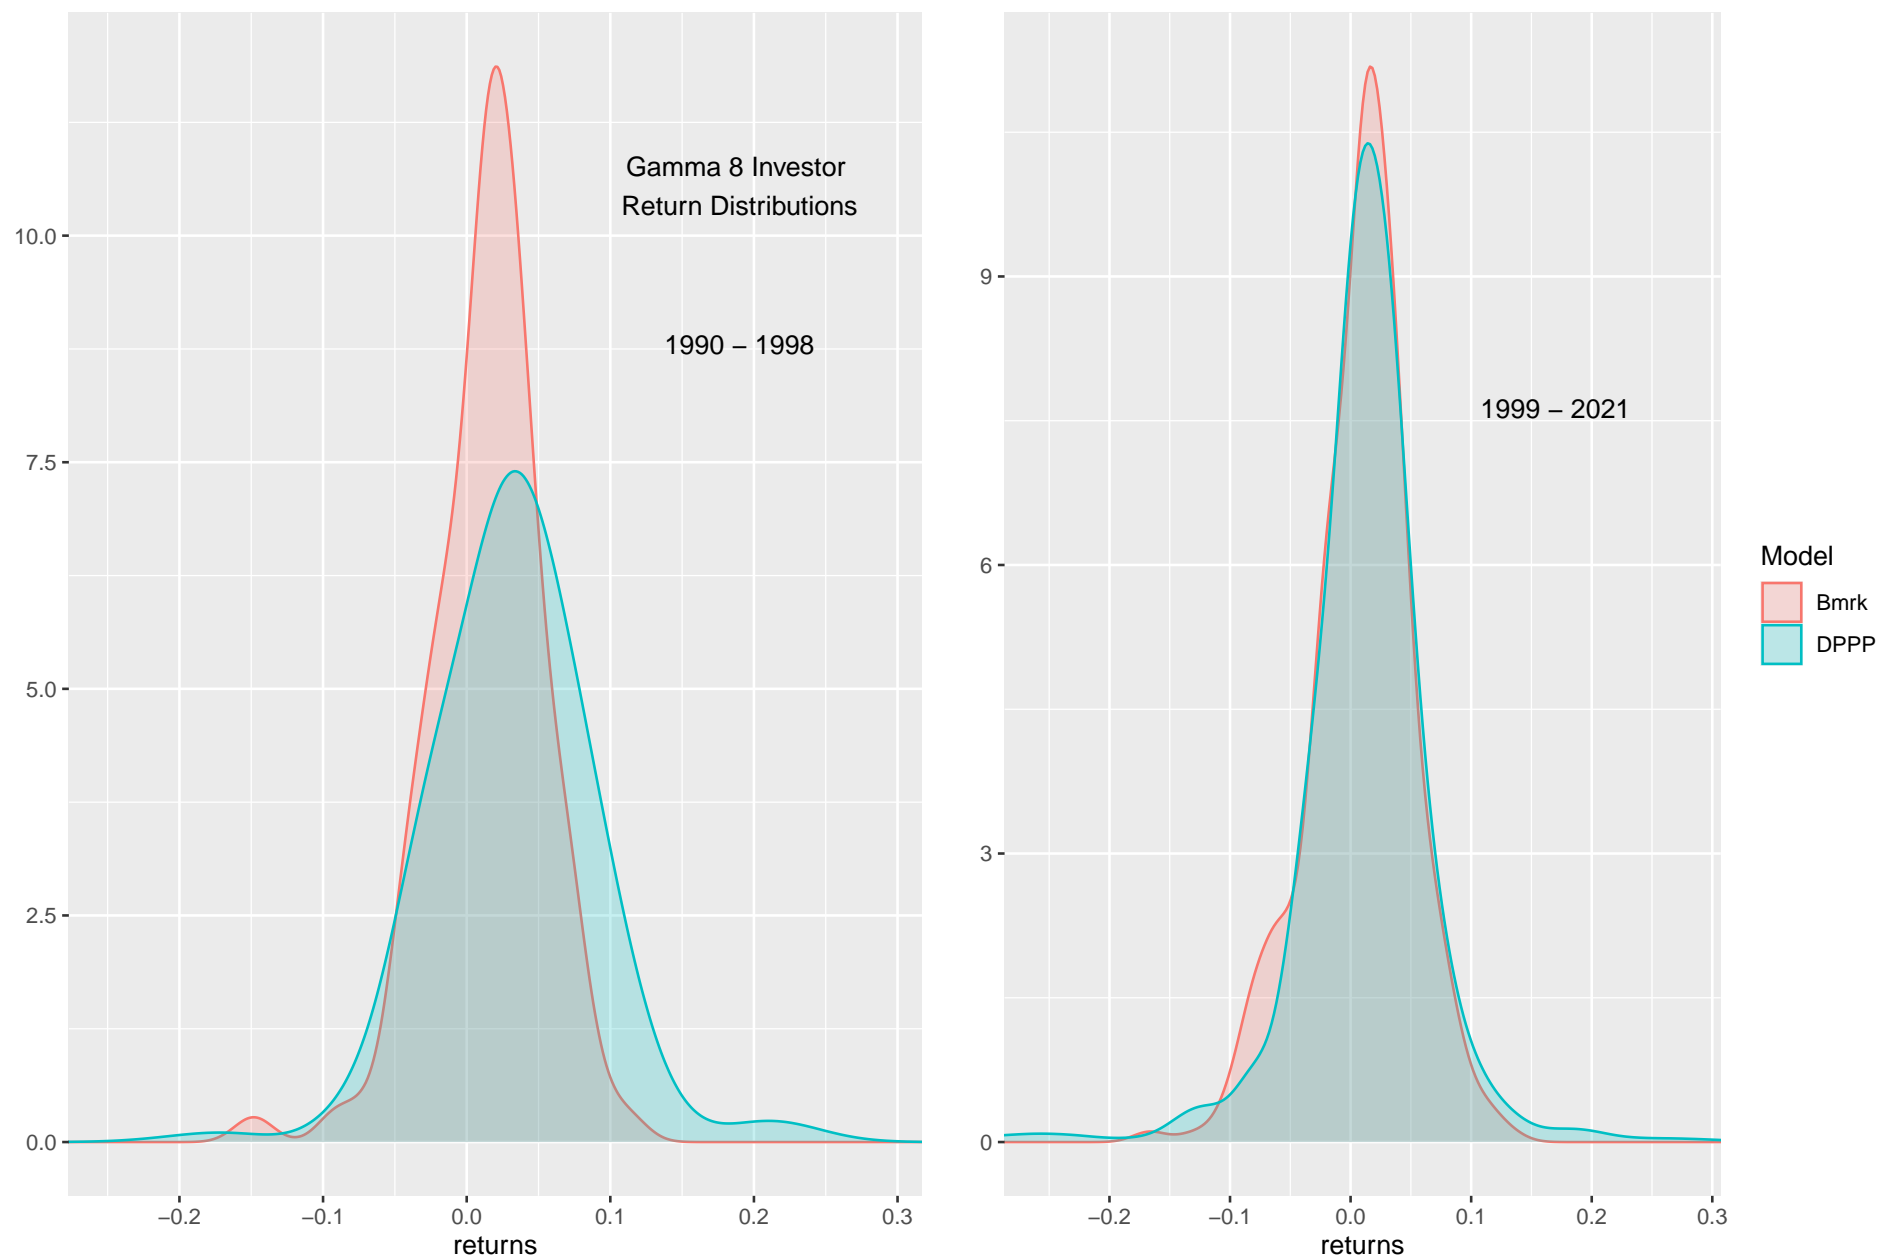 Gamma 8 Investor
Return Distributions
1990 – 1998
10.0
7.5
5.0
2.5
0.0
−0.2 −0.1 0.0 0.1 0.2 0.3
returns
1999 – 2021
9
6
3
0
−0.2 −0.1 0.0 0.1 0.2 0.3
returns
Model
Bmrk
DPPP